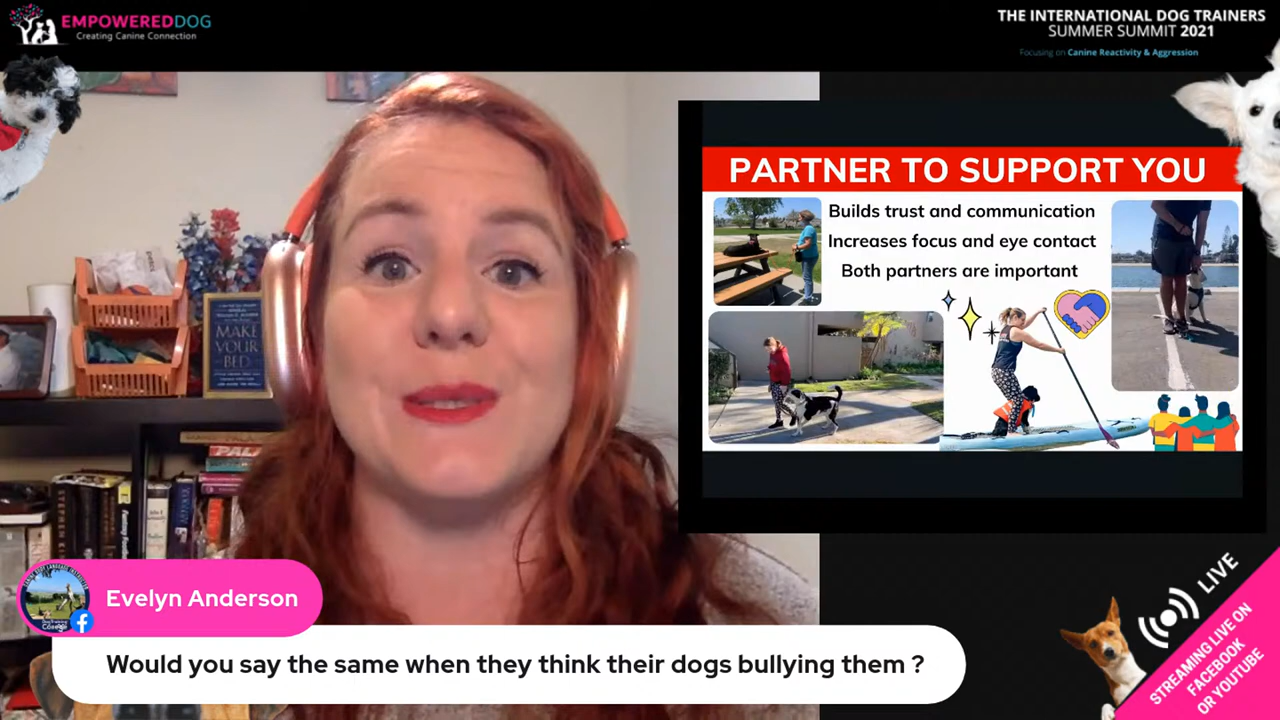 EMPOWEREDDOG
Creating Canine Connection
THE INTERNATIONAL DOG TRAINERS
SUMMER SUMMIT 2021
Focusing on Canine Reactivity & Aggression
PARTNER TO SUPPORT YOU
Builds trust and communication
Increases focus and eye contact
Both partners are important
MAKE
YOUR
BED
STEPHEN KING
Evelyn Anderson
Would you say the same when they think their dogs bullying them ?
LIVE
STREAMING LIVE ON
FACEBOOK
OR YOUTUBE